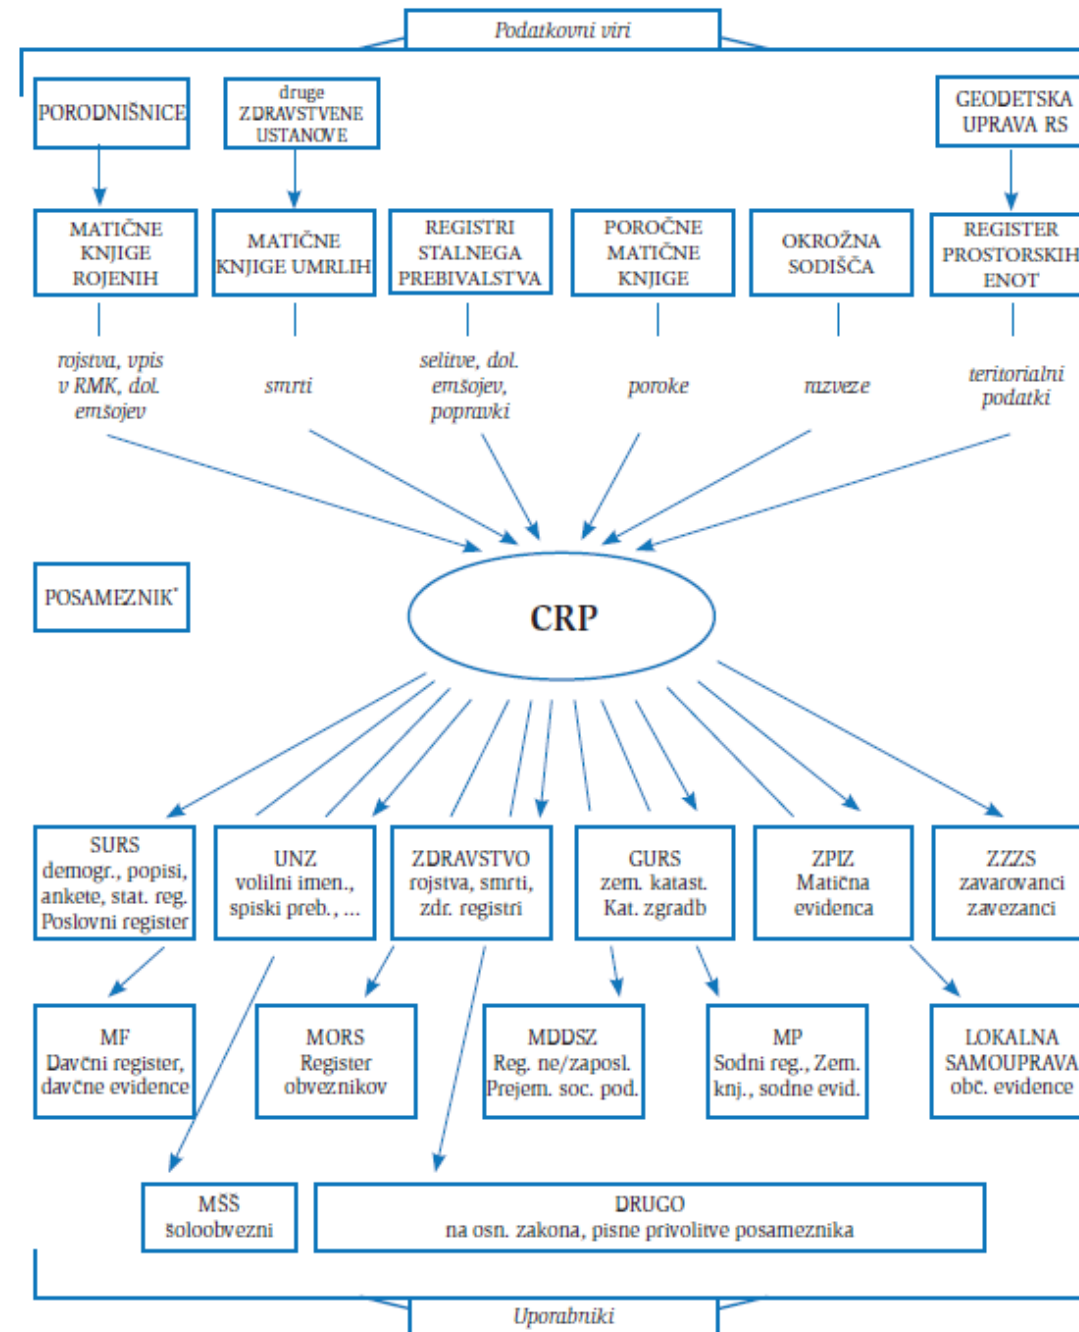 Podatkovni viri
PORODNIŠNICE
druge
ZDRAVSTVENE
USTANOVE
GEODETSKA
UPRAVA RS
MATIČNE
KNJIGE
ROJENIH
MATIČNE
KNJIGE UMRLIH
REGISTRI
STALNEGA
PREBIVALSTVA
POROČNE
MATIČNE
KNJIGE
OKROŽNA
SODIŠČA
REGISTER
PROSTORSKIH
ENOT
rojstva, vpis
v RMK, dol.
emšojev
smrti
selitve, dol.
emšojev,
popravki
poroke
razveze
teritorialni
podatki
POSAMEZNIK*
CRP
SURS
demogr., popisi,
ankete, stat. reg.
Poslovni register
UNZ
volilni imen.,
spiski preb., ...
ZDRAVSTVO
rojstva, smrti,
zdr. registri
GURS
zem. katast.
Kat. zgradb
ZPIZ
Matična
evidenca
ZZZS
zavarovanci
zavezanci
MF
Davčni register,
davčne evidence
MORS
Register
obveznikov
MDDSZ
Reg. ne/zaposl.
Prejem. soc. pod.
MP
Sodni reg., Zem.
knj., sodne evid.
LOKALNA
SAMOUPRAVA
obč. evidence
MŠŠ
šoloobvezni
DRUGO
na osn. zakona, pisne privolitve posameznika
Uporabniki